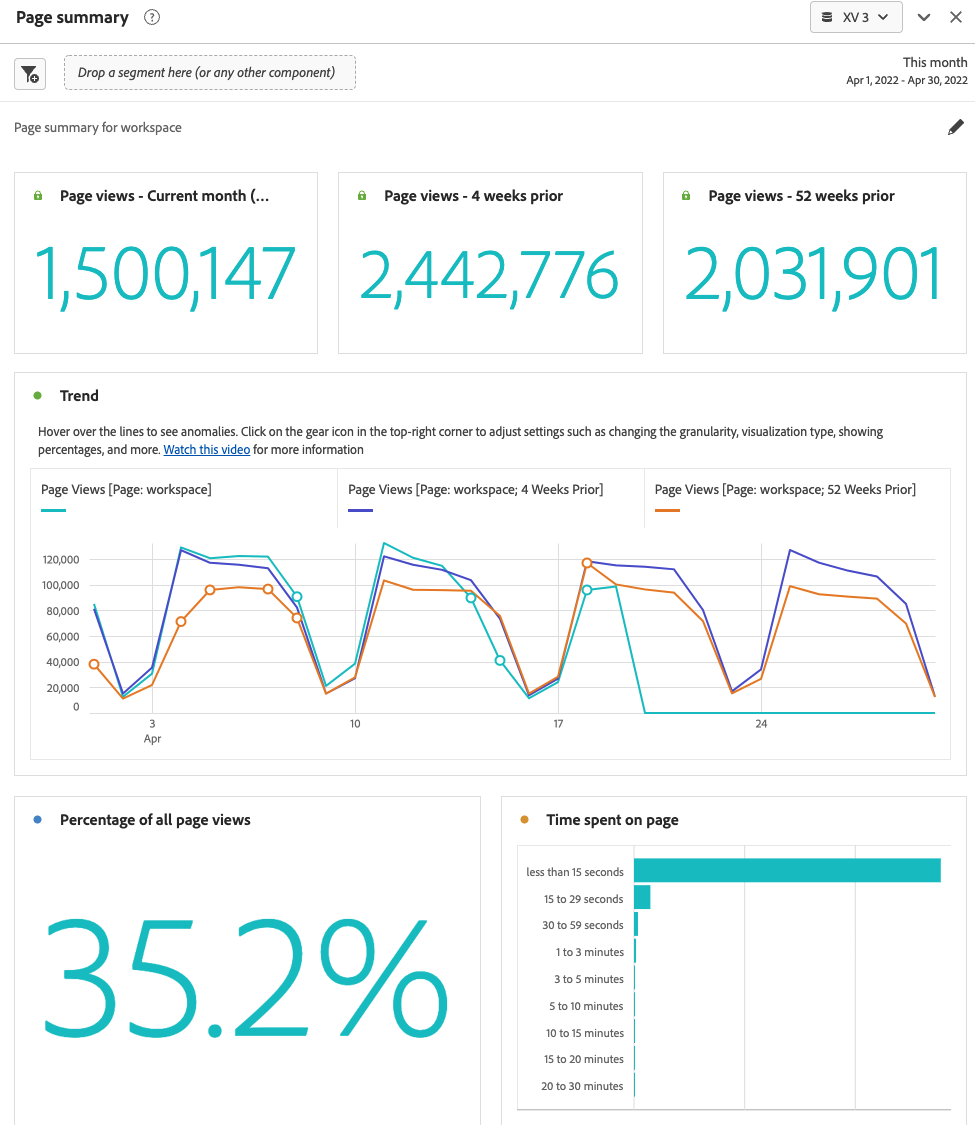 Page summary ?
XV 3
Drop a segment here (or any other component)
This month
Apr 1, 2022 - Apr 30, 2022
Page summary for workspace
Page views - Current month (...
1,500,147
Page views - 4 weeks prior
2,442,776
Page views - 52 weeks prior
2,031,901
Trend
Hover over the lines to see anomalies. Click on the gear icon in the top-right corner to adjust settings such as changing the granularity, visualization type, showing
percentages, and more. Watch this video for more information
Page Views [Page: workspace]
Page Views [Page: workspace; 4 Weeks Prior]
Page Views [Page: workspace; 52 Weeks Prior]
120,000
100,000
80,000
60,000
40,000
20,000
0
3
Apr
10
17
24
Percentage of all page views
35.2%
Time spent on page
less than 15 seconds
15 to 29 seconds
30 to 59 seconds
1 to 3 minutes
3 to 5 minutes
5 to 10 minutes
10 to 15 minutes
15 to 20 minutes
20 to 30 minutes